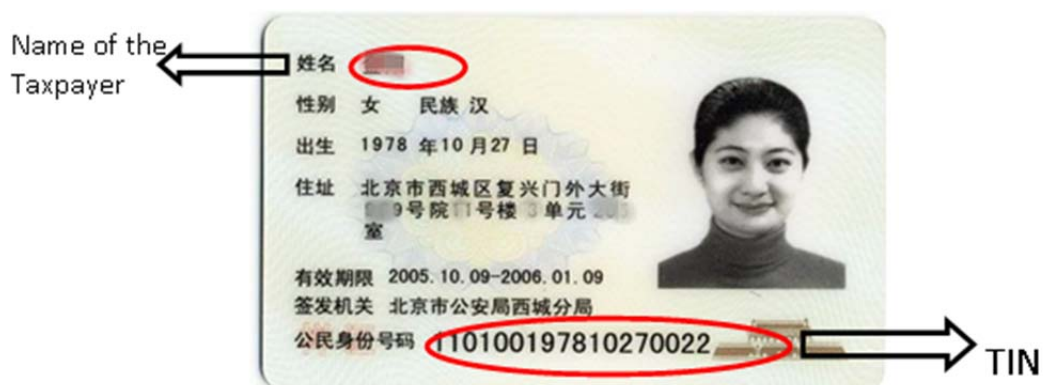 Name of the
Taxpayer
姓名
性别 女 民族 汉
出生 1978 年10月27日
住址 北京市西城区复兴门外大街
9号院11号楼3单元
室
有效期限 2005.10.09-2006.01.09
签发机关 北京市公安局西城分局
公民身份号码 110100197810270022
TIN